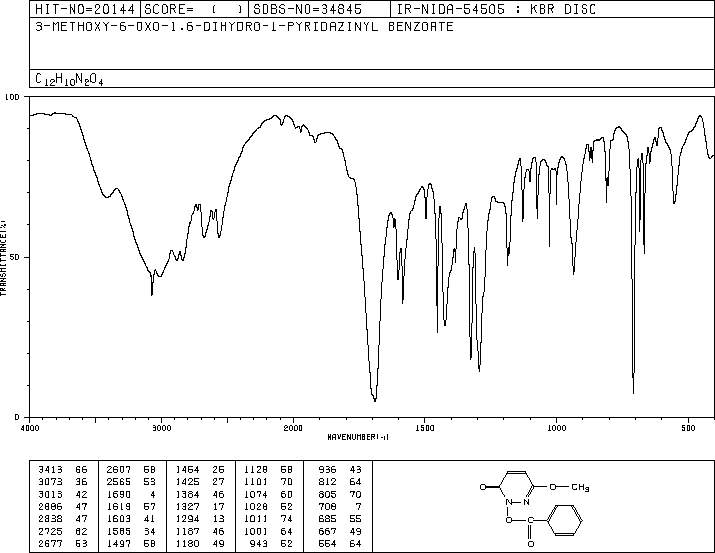 HIT-NO=20144 SCORE= ( ) SDBS-NO=34845 IR-NIDA-54505 : KBR DISC
3-METHOXY-6-OXO-1.6-DIHYDRO-1-PYRIDAZINYL BENZOATE
C12H10N2O4
100
50
0
TRANSMITTANCE(%)
4000 3000 2000 1500 1000 500
WAVENUMBER(-1)
3413 66 2607 58 1454 25 1128 58 936 43
3073 36 2565 53 1425 27 1101 70 812 64
3013 42 1690 4 1384 46 1074 60 805 70
2886 47 1619 57 1327 17 1028 52 708 7
2838 47 1603 41 1294 13 1011 74 685 55
2725 62 1585 34 1187 46 1001 64 667 49
2677 53 1497 58 1180 49 943 52 554 64
O
O
CH3
N
N
O
C
O